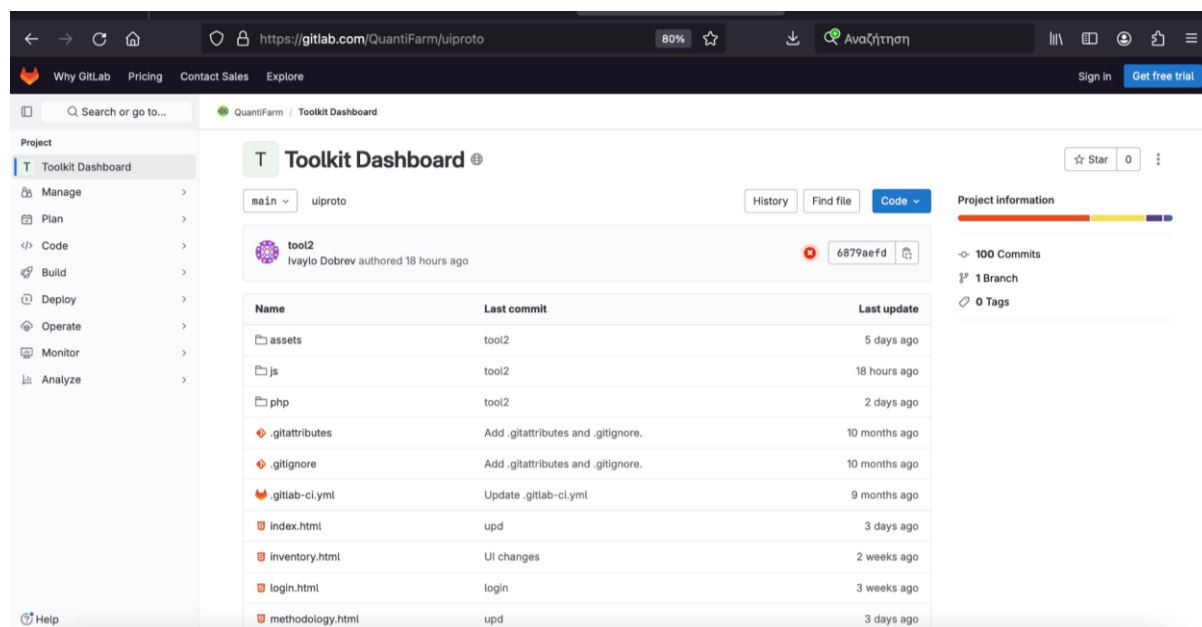 https://gitlab.com/QuantiFarm/uiproto
80%
Αναζήτηση
Why GitLab Pricing Contact Sales Explore
Sign in
Get free trial
Search or go to...
QuantiFarm / Toolkit Dashboard
Project
T Toolkit Dashboard
Manage
Plan
Code
Build
Deploy
Operate
Monitor
Analyze
Help
T Toolkit Dashboard
Star 0
main uiproto
History Find file Code
tool2
Ivaylo Dobrev authored 18 hours ago
6879aefd
Name Last commit Last update
assets tool2 5 days ago
js tool2 18 hours ago
php tool2 2 days ago
.gitattributes Add .gitattributes and .gitignore. 10 months ago
.gitignore Add .gitattributes and .gitignore. 10 months ago
.gitlab-ci.yml Update .gitlab-ci.yml 9 months ago
index.html upd 3 days ago
inventory.html UI changes 2 weeks ago
login.html login 3 weeks ago
methodology.html upd 3 days ago
Project information
100 Commits
1 Branch
0 Tags